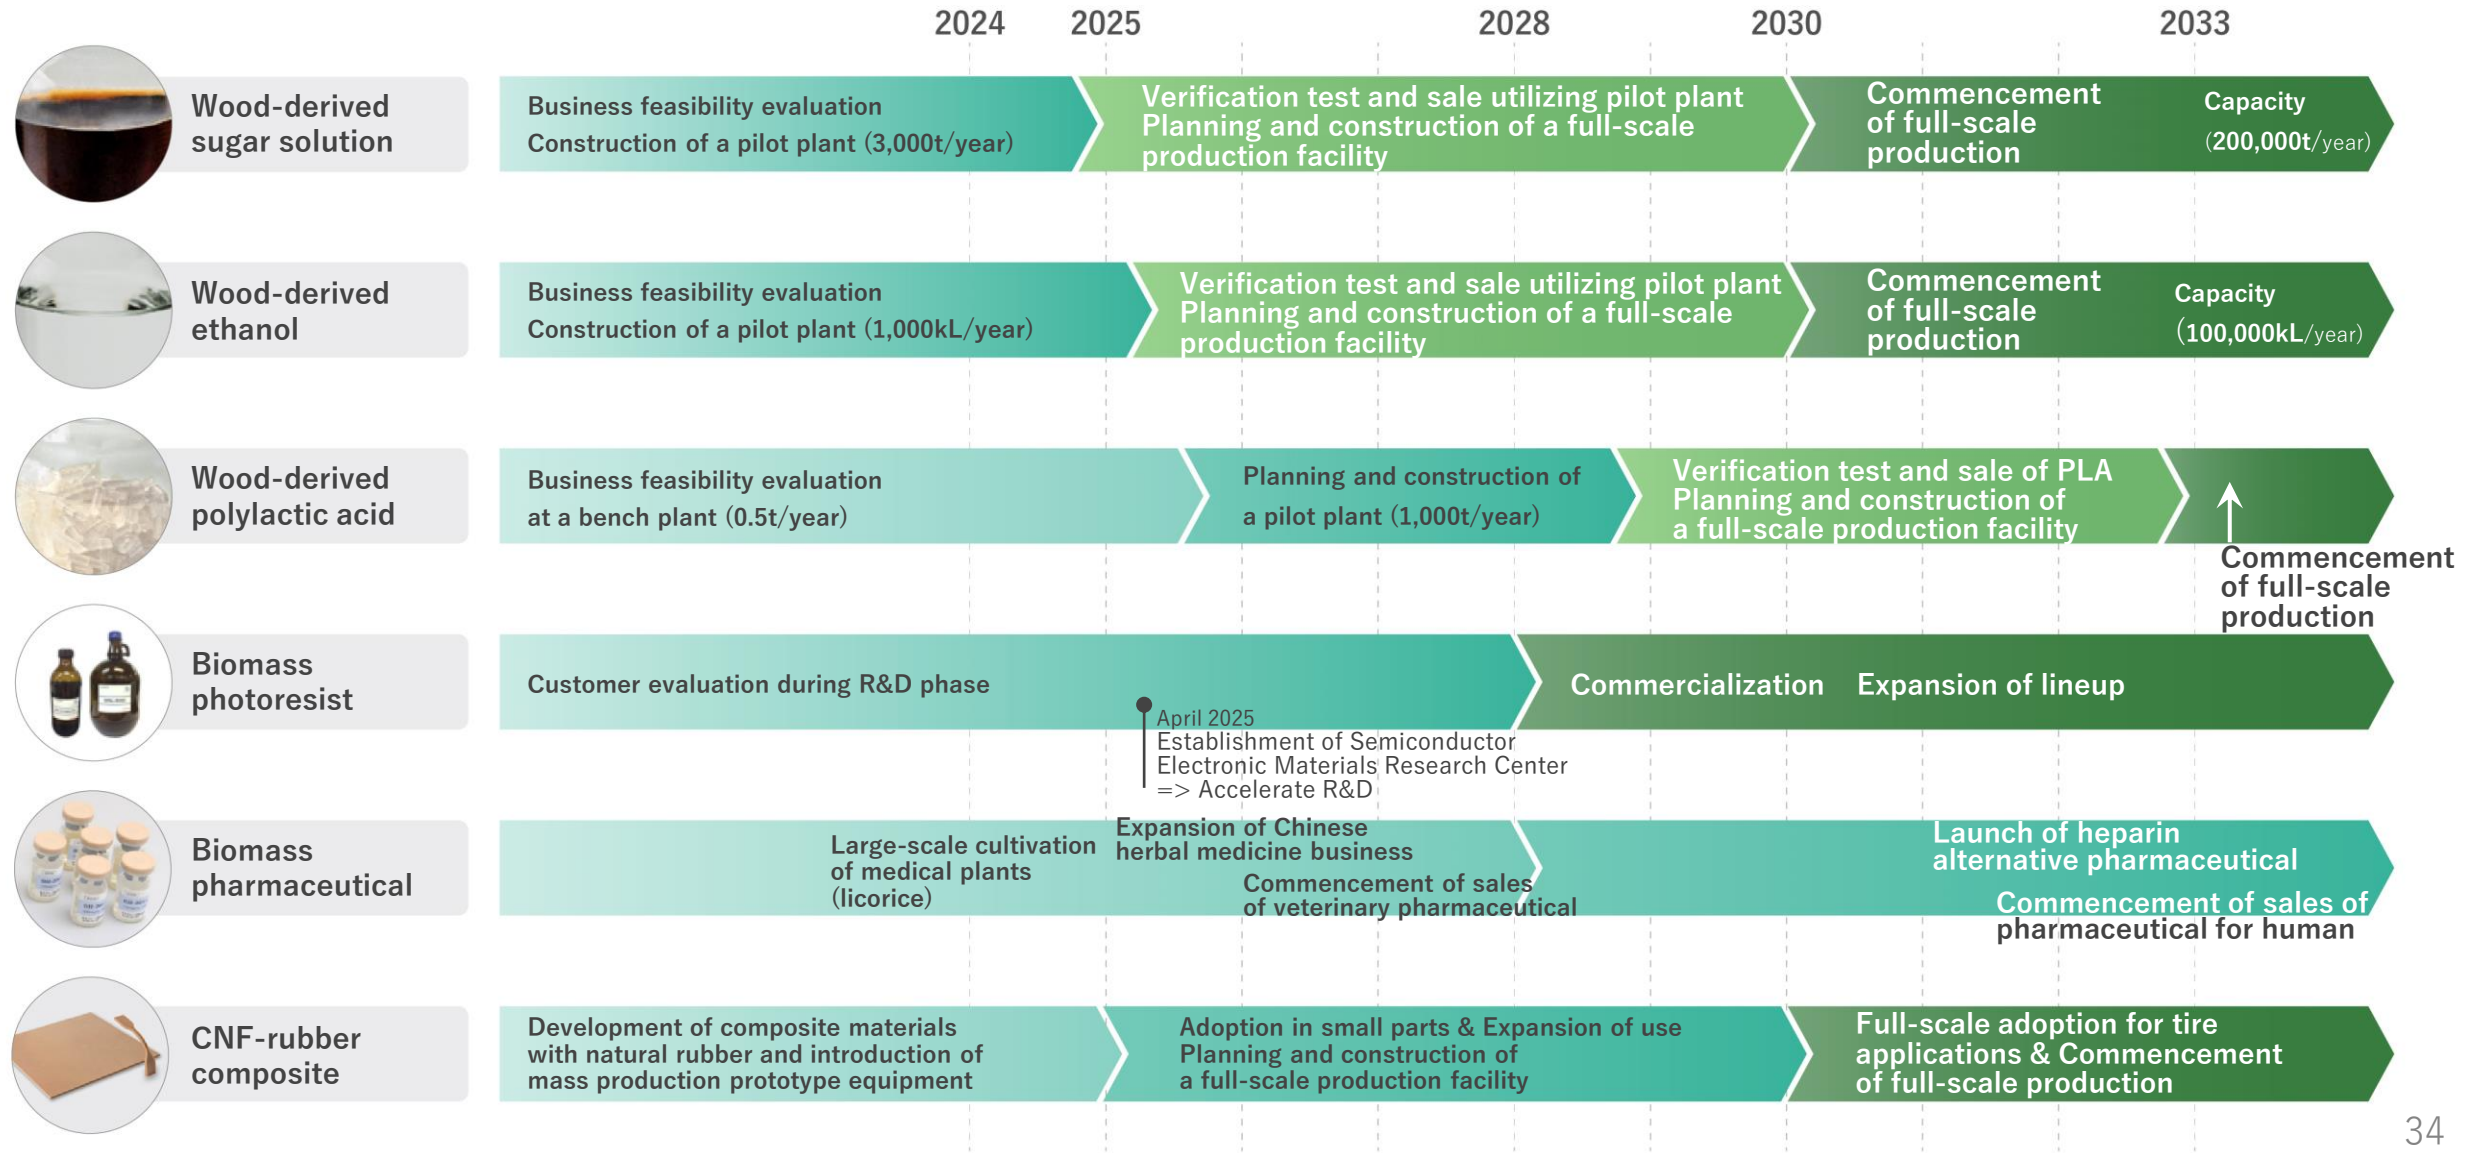 2024
2025
2028
2030
2033
Wood-derived
sugar solution
Business feasibility evaluation
Construction of a pilot plant (3,000t/year)
Verification test and sale utilizing pilot plant
Planning and construction of a full-scale
production facility
Commencement
of full-scale
production
Capacity
(200,000t/year)
Wood-derived
ethanol
Business feasibility evaluation
Construction of a pilot plant (1,000kL/year)
Verification test and sale utilizing pilot plant
Planning and construction of a full-scale
production facility
Commencement
of full-scale
production
Capacity
(100,000kL/year)
Wood-derived
polylactic acid
Business feasibility evaluation
at a bench plant (0.5t/year)
Planning and construction of
a pilot plant (1,000t/year)
Verification test and sale of PLA
Planning and construction of
a full-scale production facility
Commencement
of full-scale
production
Biomass
photoresist
Customer evaluation during R&D phase
April 2025
Establishment of Semiconductor
Electronic Materials Research Center
=> Accelerate R&D
Commercialization
Expansion of lineup
Biomass
pharmaceutical
Large-scale cultivation
of medical plants
(licorice)
Expansion of Chinese
herbal medicine business
Commencement of sales
of veterinary pharmaceutical
Launch of heparin
alternative pharmaceutical
Commencement of sales of
pharmaceutical for human
CNF-rubber
composite
Development of composite materials
with natural rubber and introduction of
mass production prototype equipment
Adoption in small parts & Expansion of use
Planning and construction of
a full-scale production facility
Full-scale adoption for tire
applications & Commencement
of full-scale production
34